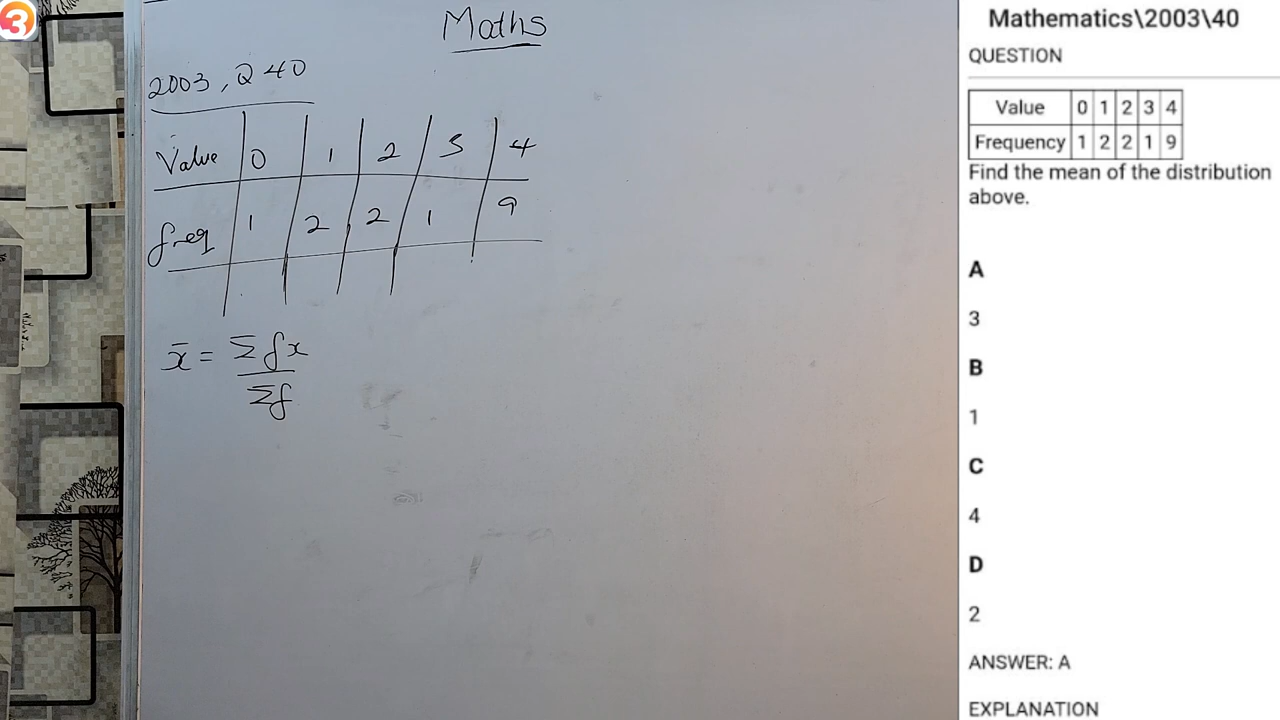 3
Maths
2003, Q 40
Value 0 1 2 3 4
freq 1 2 2 1 9
x̄ = Σfx
Σf
Mathematics\2003\40
QUESTION
Value 0 1 2 3 4
Frequency 1 2 2 1 9
Find the mean of the distribution
above.
A
3
B
1
C
4
D
2
ANSWER: A
EXPLANATION